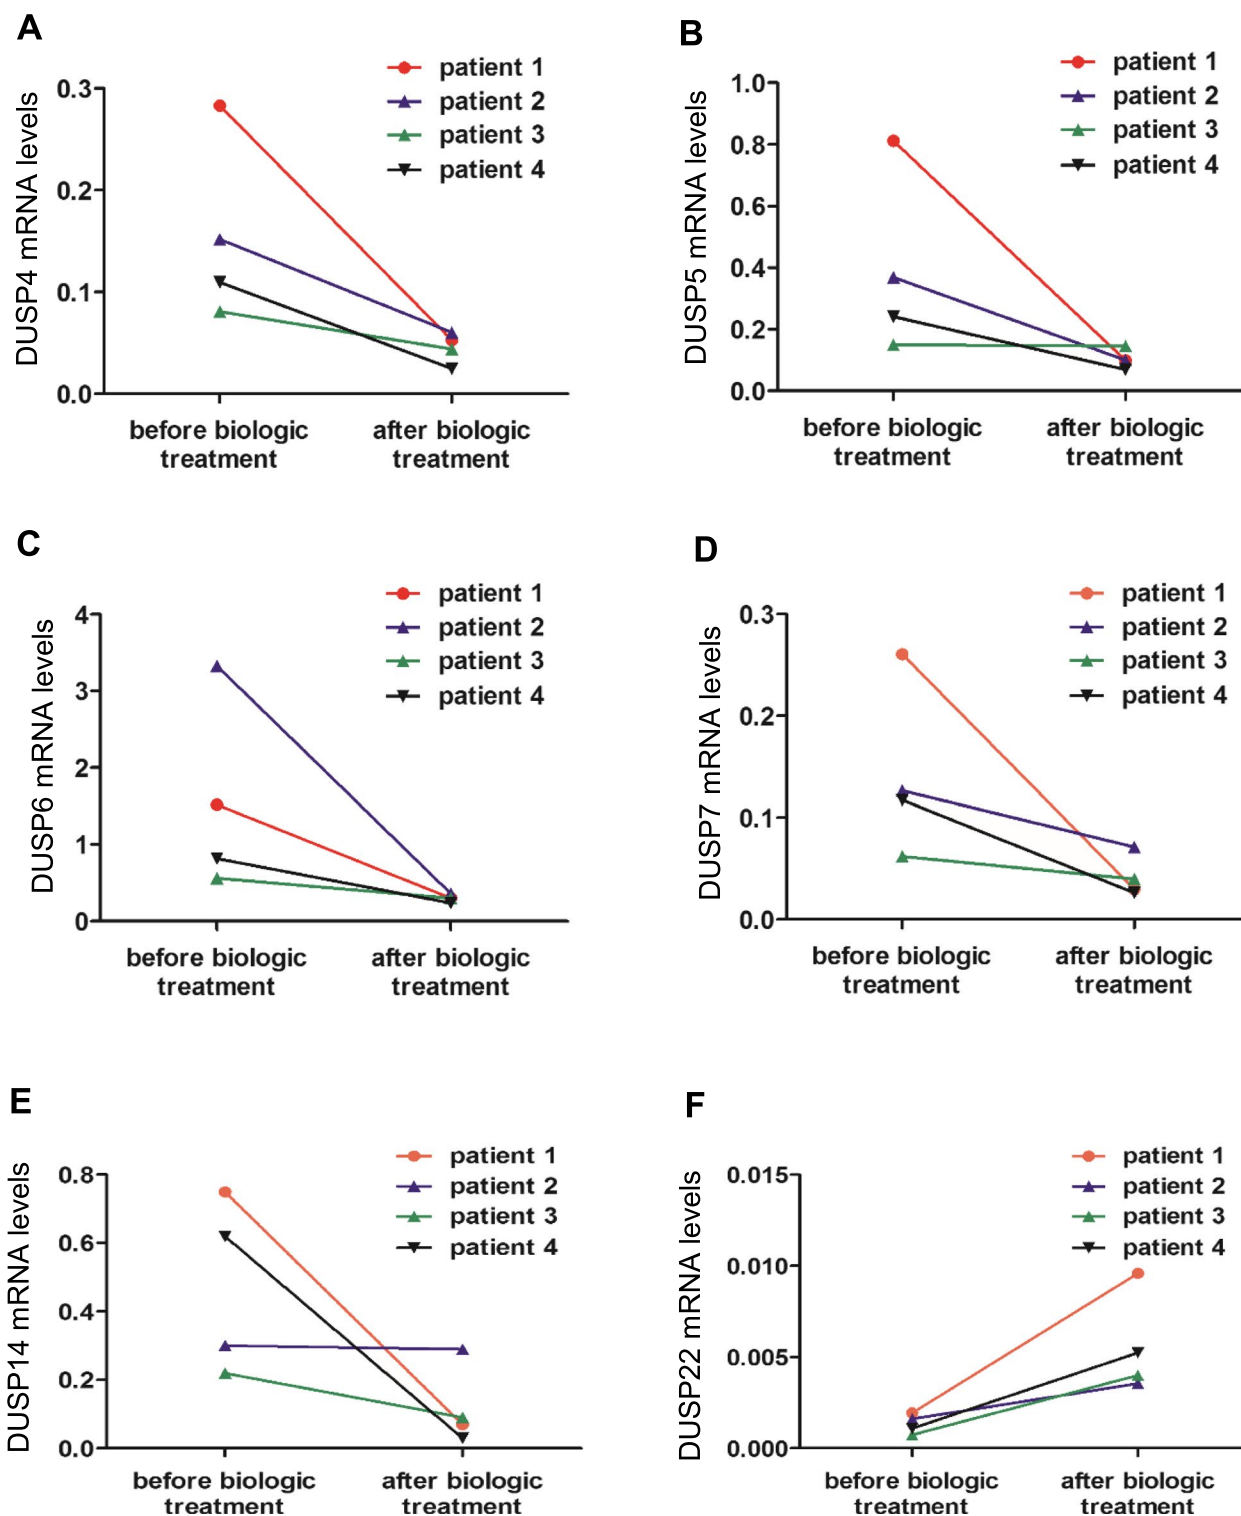 A
DUSP4 mRNA levels
0.3
0.2
0.1
0.0
patient 1
patient 2
patient 3
patient 4
before biologic
treatment
after biologic
treatment
B
DUSP5 mRNA levels
1.0
0.8
0.6
0.4
0.2
0.0
patient 1
patient 2
patient 3
patient 4
before biologic
treatment
after biologic
treatment
C
DUSP6 mRNA levels
4
3
2
1
0
patient 1
patient 2
patient 3
patient 4
before biologic
treatment
after biologic
treatment
D
DUSP7 mRNA levels
0.3
0.2
0.1
0.0
patient 1
patient 2
patient 3
patient 4
before biologic
treatment
after biologic
treatment
E
DUSP14 mRNA levels
0.8
0.6
0.4
0.2
0.0
patient 1
patient 2
patient 3
patient 4
before biologic
treatment
after biologic
treatment
F
DUSP22 mRNA levels
0.015
0.010
0.005
0.000
patient 1
patient 2
patient 3
patient 4
before biologic
treatment
after biologic
treatment